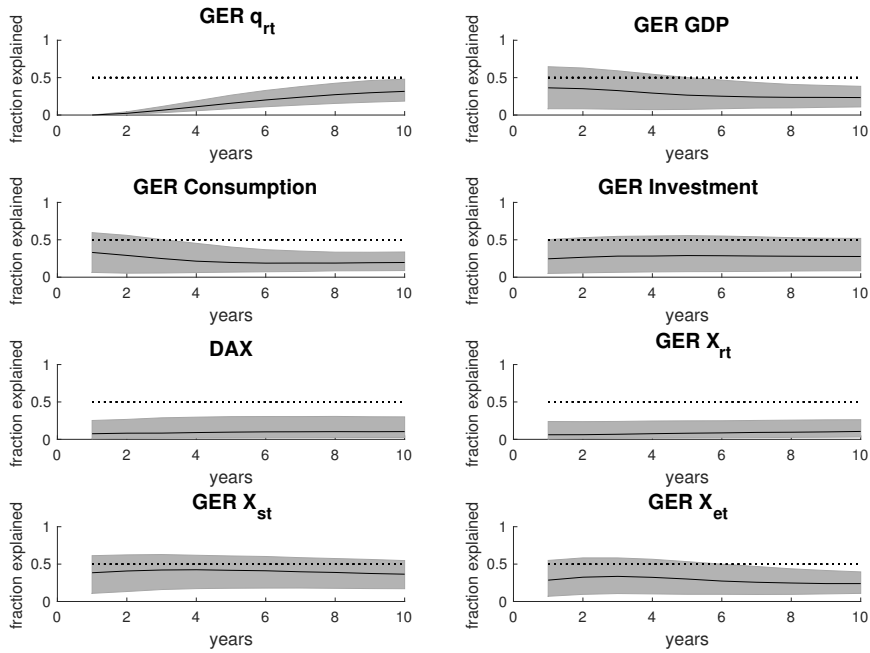 GER q_rt
fraction explained
1
0.5
0
0 2 4 6 8 10
years
GER GDP
fraction explained
1
0.5
0
0 2 4 6 8 10
years
GER Consumption
fraction explained
1
0.5
0
0 2 4 6 8 10
years
GER Investment
fraction explained
1
0.5
0
0 2 4 6 8 10
years
DAX
fraction explained
1
0.5
0
0 2 4 6 8 10
years
GER X_rt
fraction explained
1
0.5
0
0 2 4 6 8 10
years
GER X_st
fraction explained
1
0.5
0
0 2 4 6 8 10
years
GER X_et
fraction explained
1
0.5
0
0 2 4 6 8 10
years